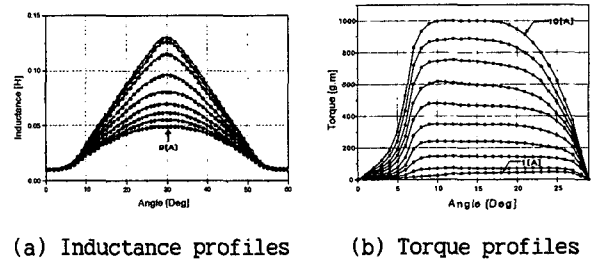 0.15
0.10
0.05
0.00
Inductance [H]
0 10 20 30 40 50 60
Angle [Deg]
9[A]
1000
800
600
400
200
0
Torque [g.m]
0 5 10 15 20 25
Angle [Deg]
10[A]
1[A]
(a) Inductance profiles
(b) Torque profiles